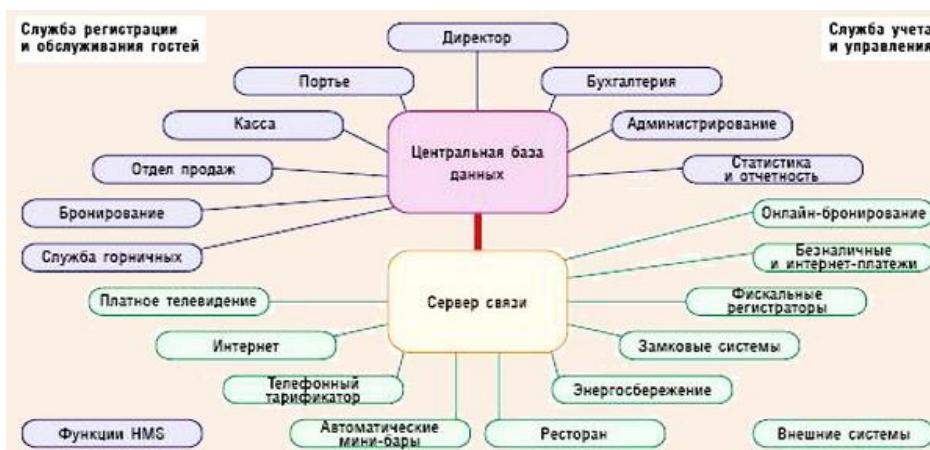 Служба регистрации
и обслуживания гостей
Директор
Служба учета
и управления
Портье
Бухгалтерия
Касса
Администрирование
Центральная база
данных
Отдел продаж
Статистика
и отчетность
Бронирование
Онлайн-бронирование
Служба горничных
Безналичные
и интернет-платежи
Платное телевидение
Сервер связи
Фискальные
регистраторы
Интернет
Замковые системы
Телефонный
тарификатор
Энергосбережение
Функции HMS
Автоматические
мини-бары
Ресторан
Внешние системы